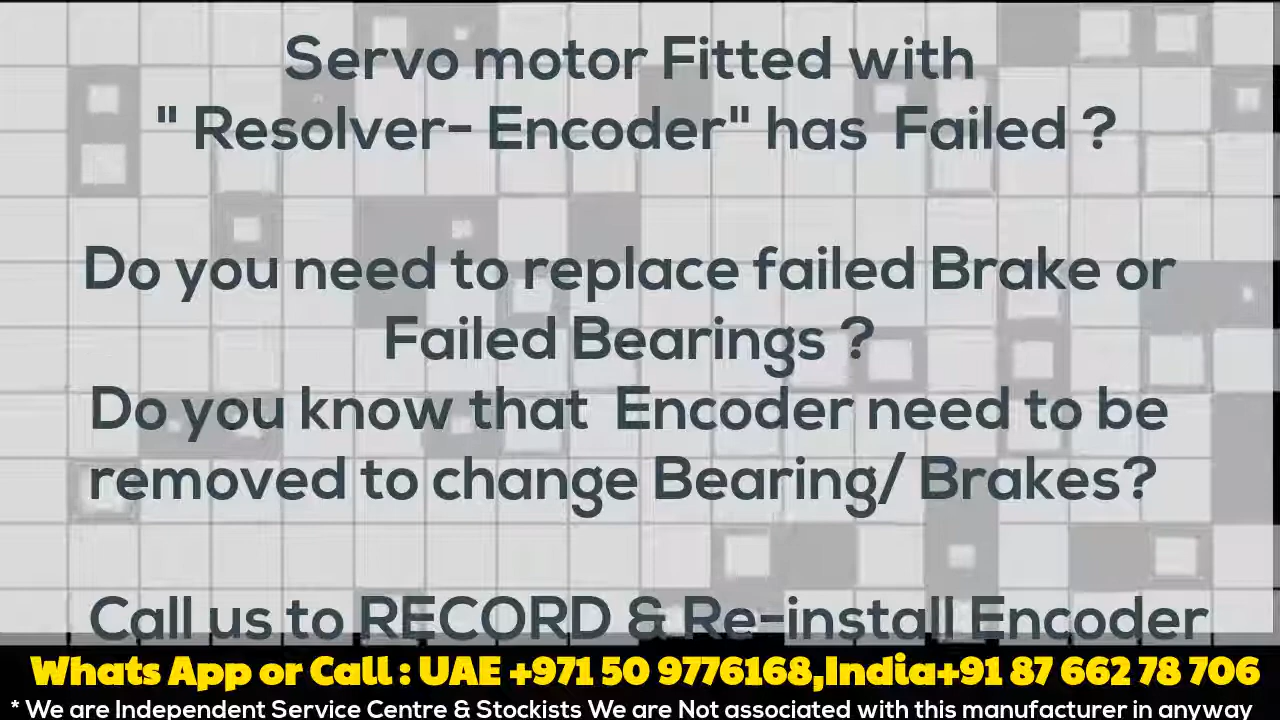 Servo motor Fitted with
" Resolver- Encoder" has Failed ?
Do you need to replace failed Brake or
Failed Bearings ?
Do you know that Encoder need to be
removed to change Bearing/ Brakes?
Call us to RECORD & Re-install Encoder
Whats App or Call : UAE +971 50 9776168,India+91 87 662 78 706
* We are Independent Service Centre & Stockists We are Not associated with this manufacturer in anyway